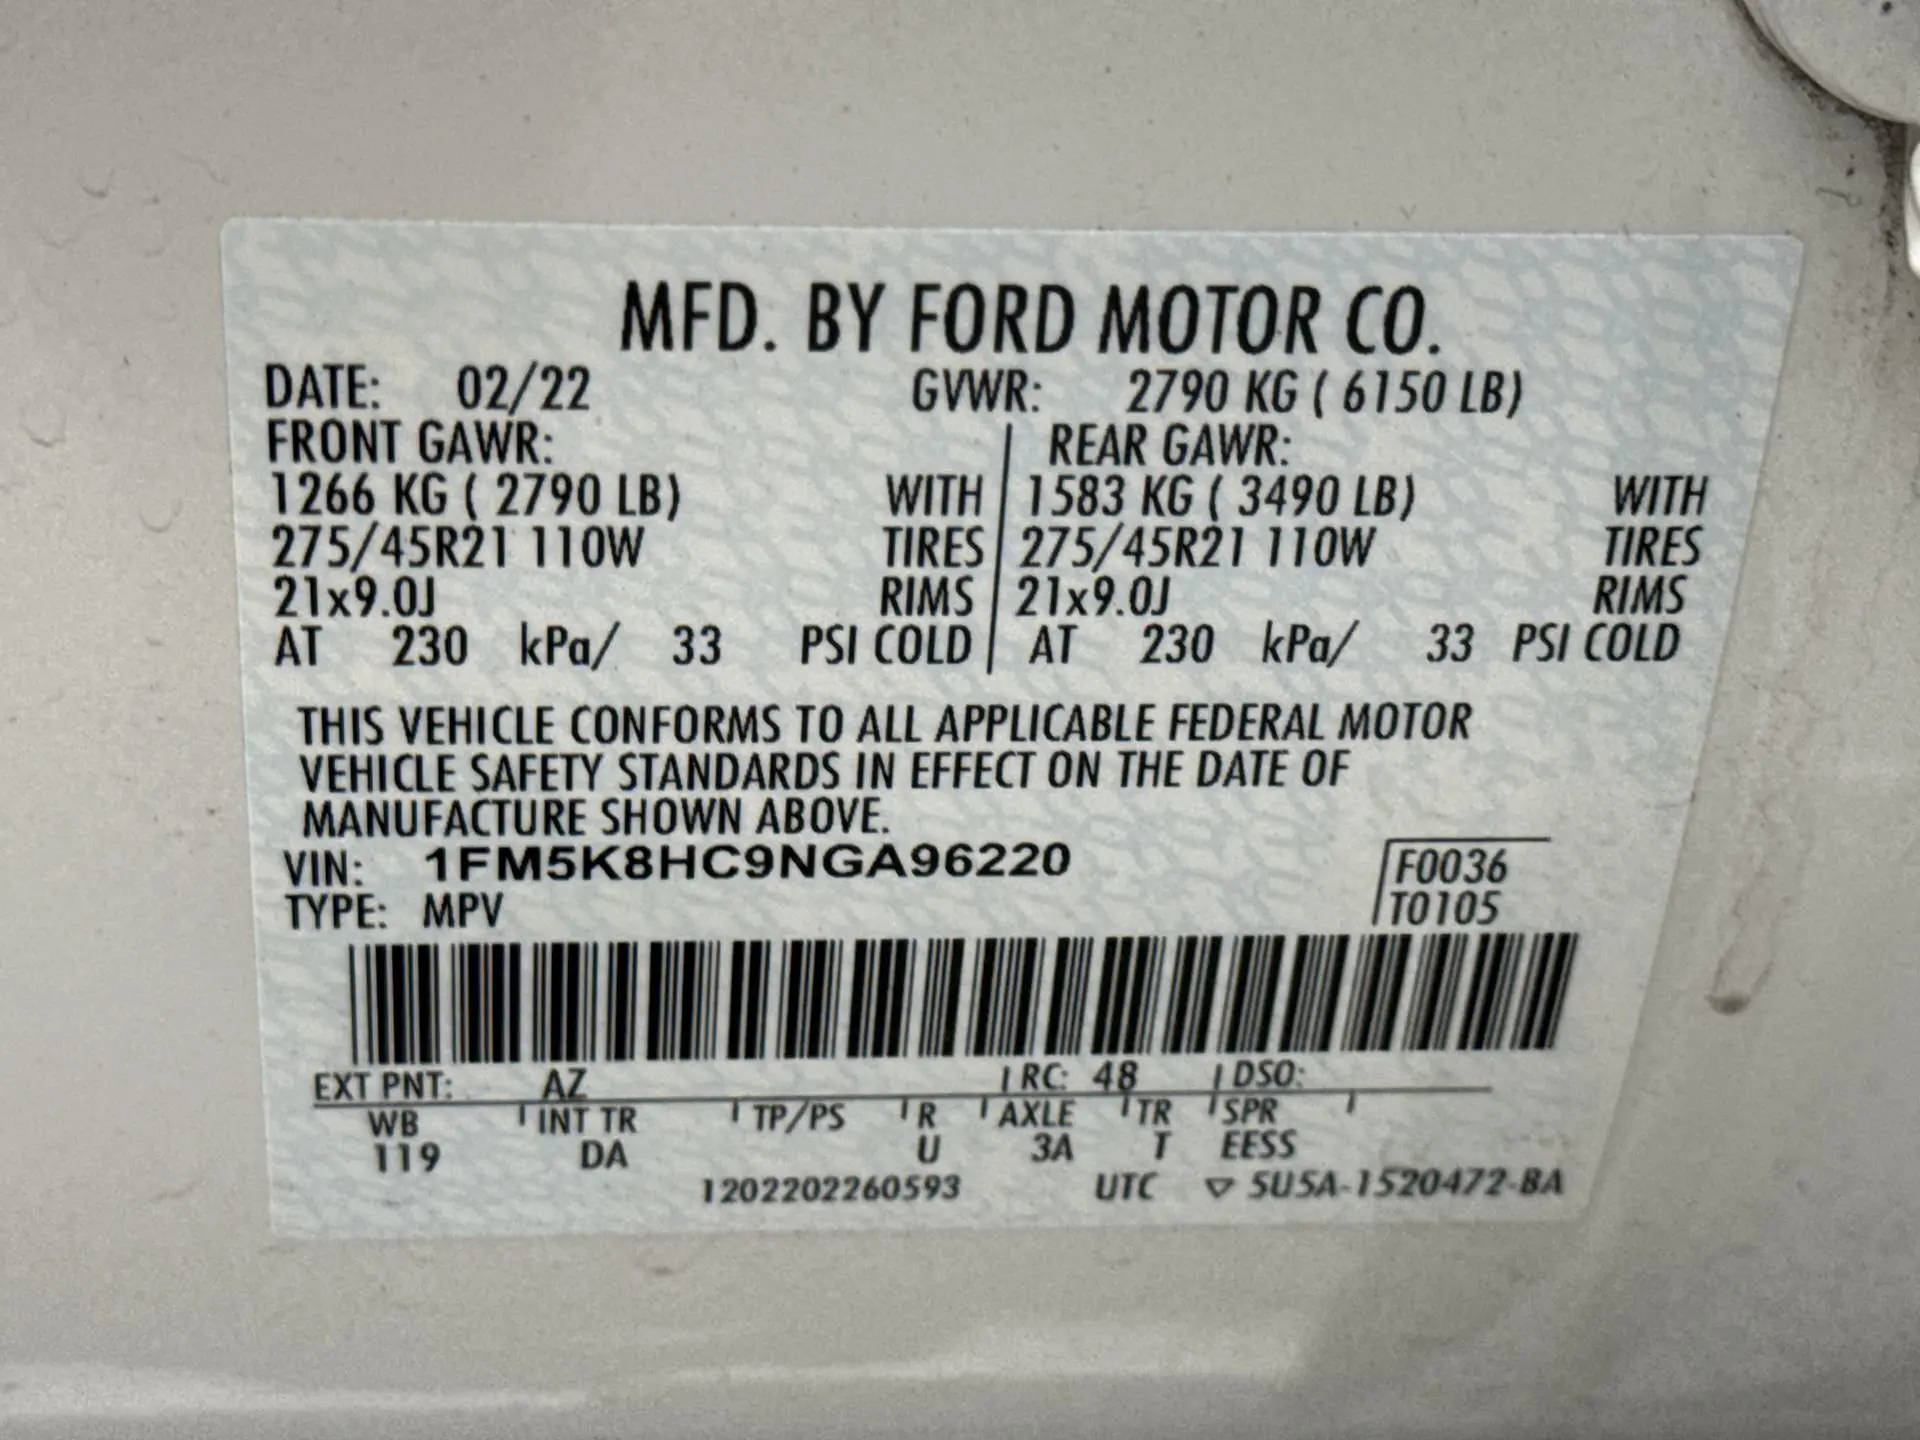 MFD. BY FORD MOTOR CO.
DATE: 02/22 GVWR: 2790 KG ( 6150 LB)
FRONT GAWR: REAR GAWR:
1266 KG ( 2790 LB) WITH 1583 KG ( 3490 LB) WITH
275/45R21 110W TIRES 275/45R21 110W TIRES
21x9.0J RIMS 21x9.0J RIMS
AT 230 kPa/ 33 PSI COLD AT 230 kPa/ 33 PSI COLD
THIS VEHICLE CONFORMS TO ALL APPLICABLE FEDERAL MOTOR
VEHICLE SAFETY STANDARDS IN EFFECT ON THE DATE OF
MANUFACTURE SHOWN ABOVE.
VIN: 1FM5K8HC9NGA96220 F0036
TYPE: MPV T0105
EXT PNT: AZ RC: 48 DSO:
WB INT TR TP/PS R AXLE TR SPR
119 DA U 3A T EESS
1202202260593 UTC ▽ 5U5A-1520472-BA